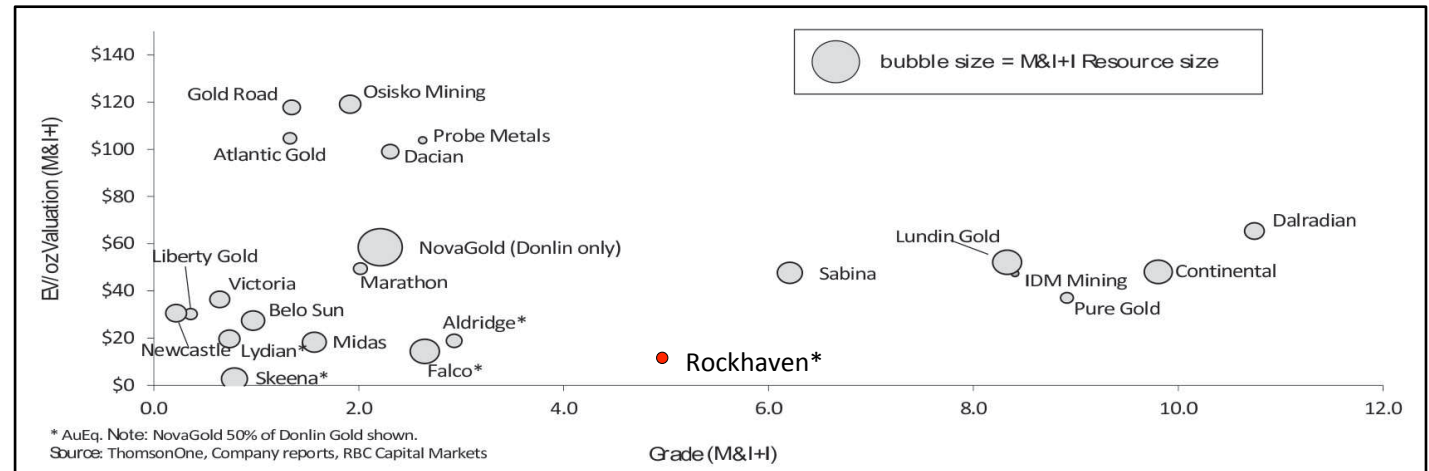 $140
bubble size = M&I+I Resource size
$120
Gold Road
Osisko Mining
Probe Metals
$100
Atlantic Gold
Dacian
EV/oz Valuation (M&I+I)
$80
Dalradian
$60
NovaGold (Donlin only)
Lundin Gold
Liberty Gold
Marathon
Sabina
IDM Mining
Continental
$40
Victoria
Pure Gold
Belo Sun
$20
Newcastle
Lydian*
Midas
Aldridge*
Falco*
Rockhaven*
Skeena*
$0
0.0 2.0 4.0 6.0 8.0 10.0 12.0
* AuEq. Note: NovaGold 50% of Donlin Gold shown.
Source: ThomsonOne, Company reports, RBC Capital Markets
Grade (M&I+I)